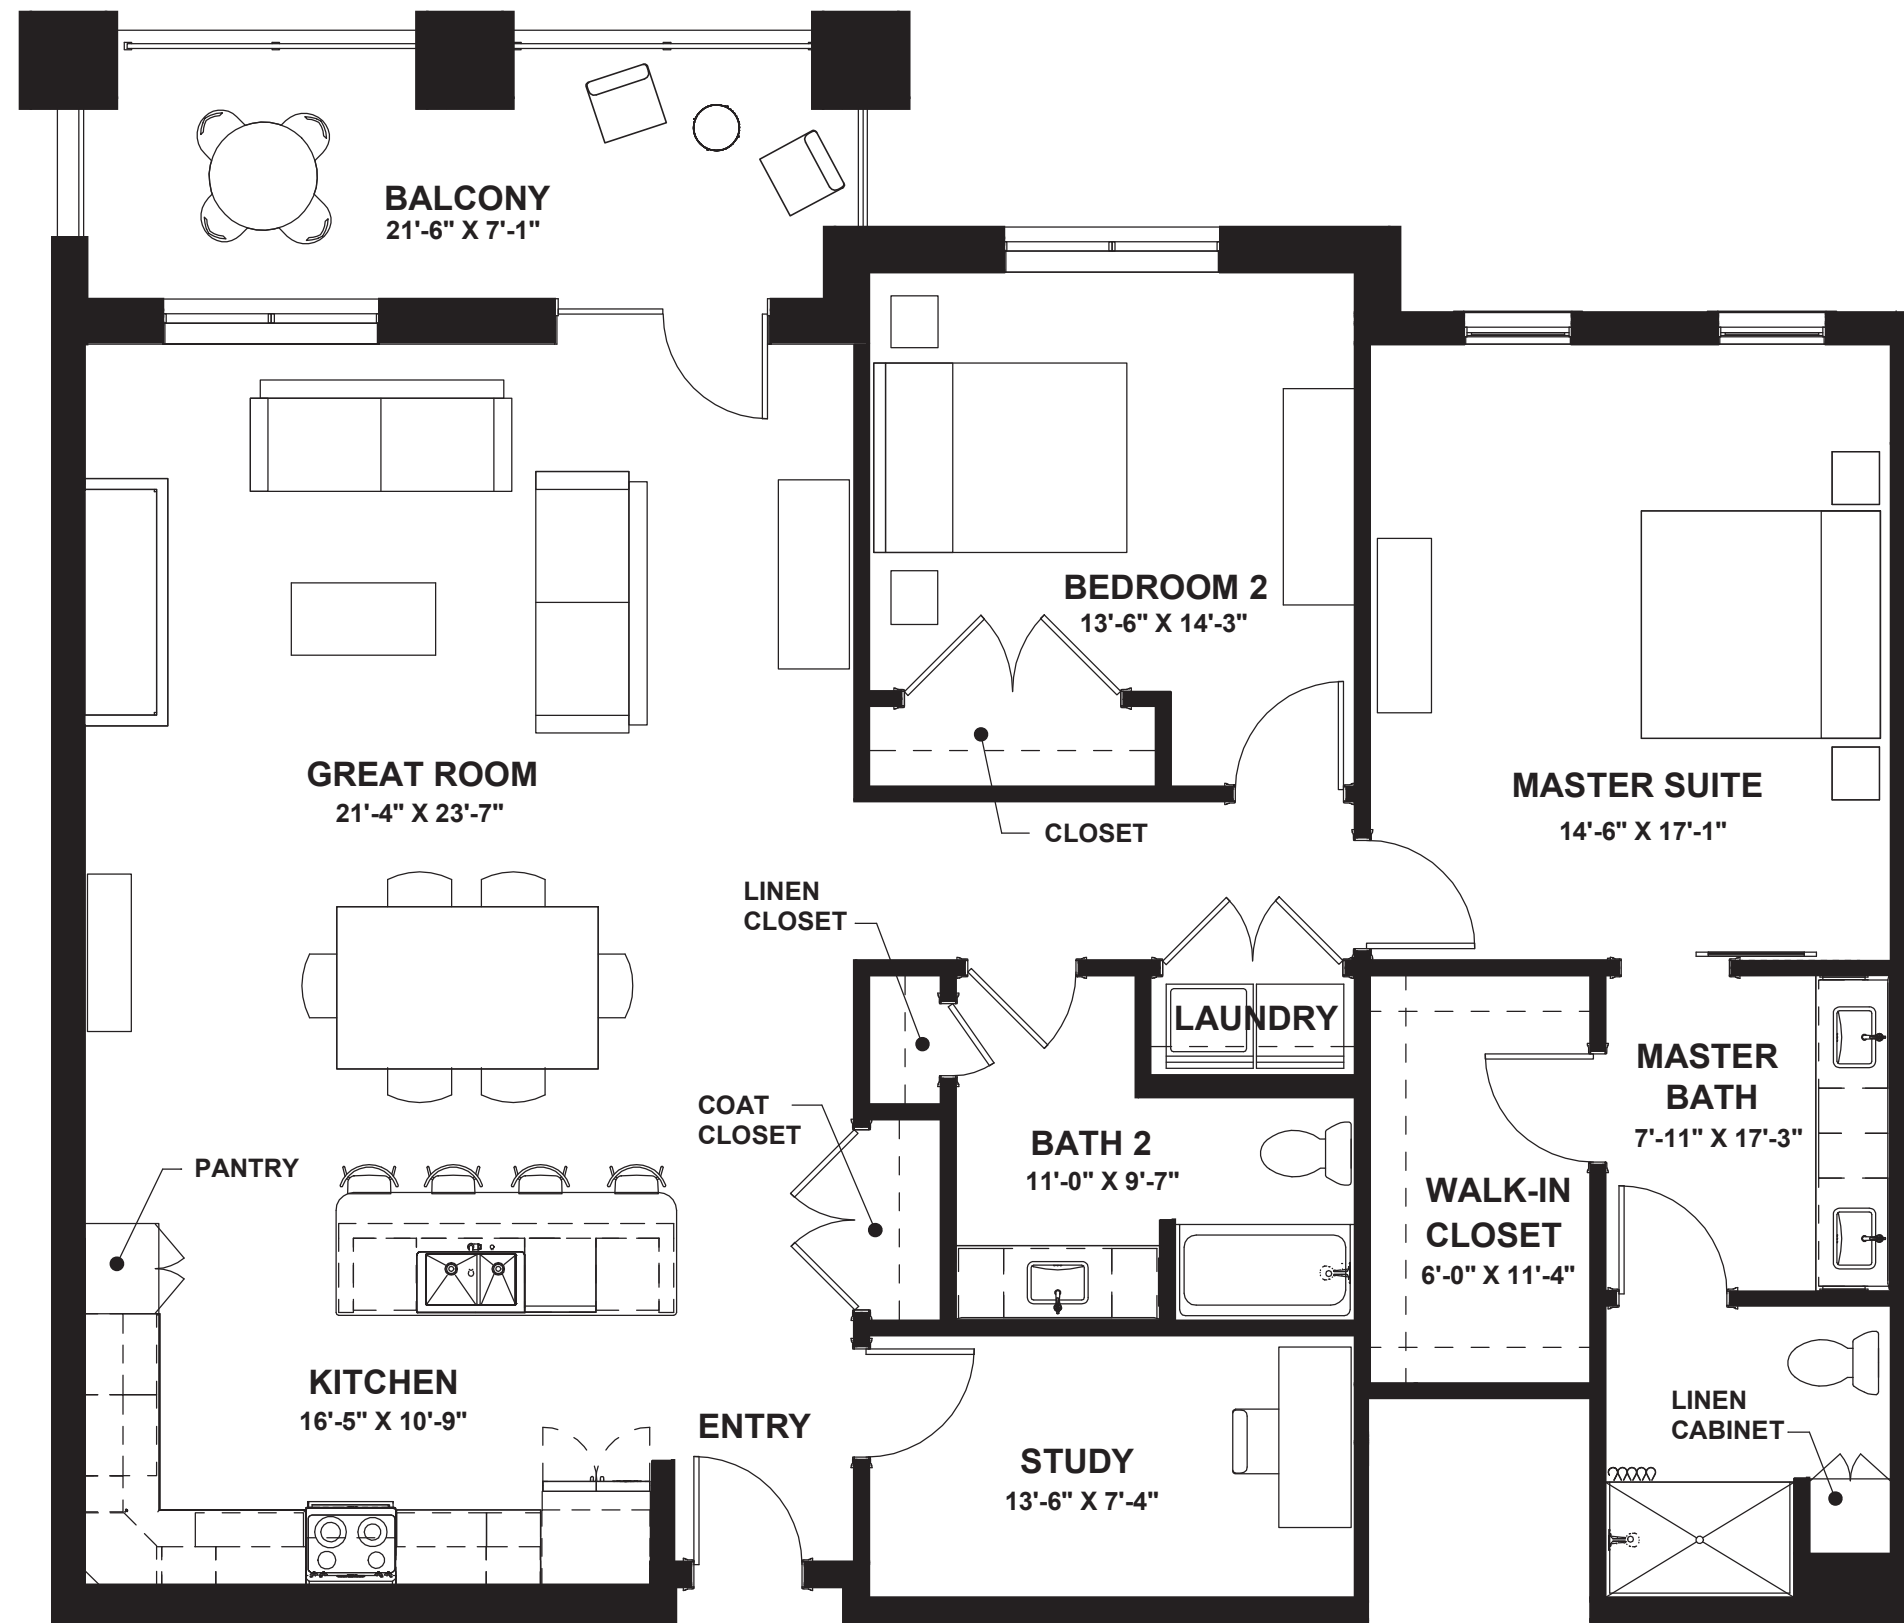 BALCONY
21'-6" X 7'-1"
BEDROOM 2
13'-6" X 14'-3"
GREAT ROOM
21'-4" X 23'-7"
MASTER SUITE
14'-6" X 17'-1"
CLOSET
LINEN
CLOSET
LAUNDRY
MASTER
BATH
7'-11" X 17'-3"
COAT
CLOSET
BATH 2
11'-0" X 9'-7"
PANTRY
WALK-IN
CLOSET
6'-0" X 11'-4"
KITCHEN
16'-5" X 10'-9"
ENTRY
STUDY
13'-6" X 7'-4"
LINEN
CABINET